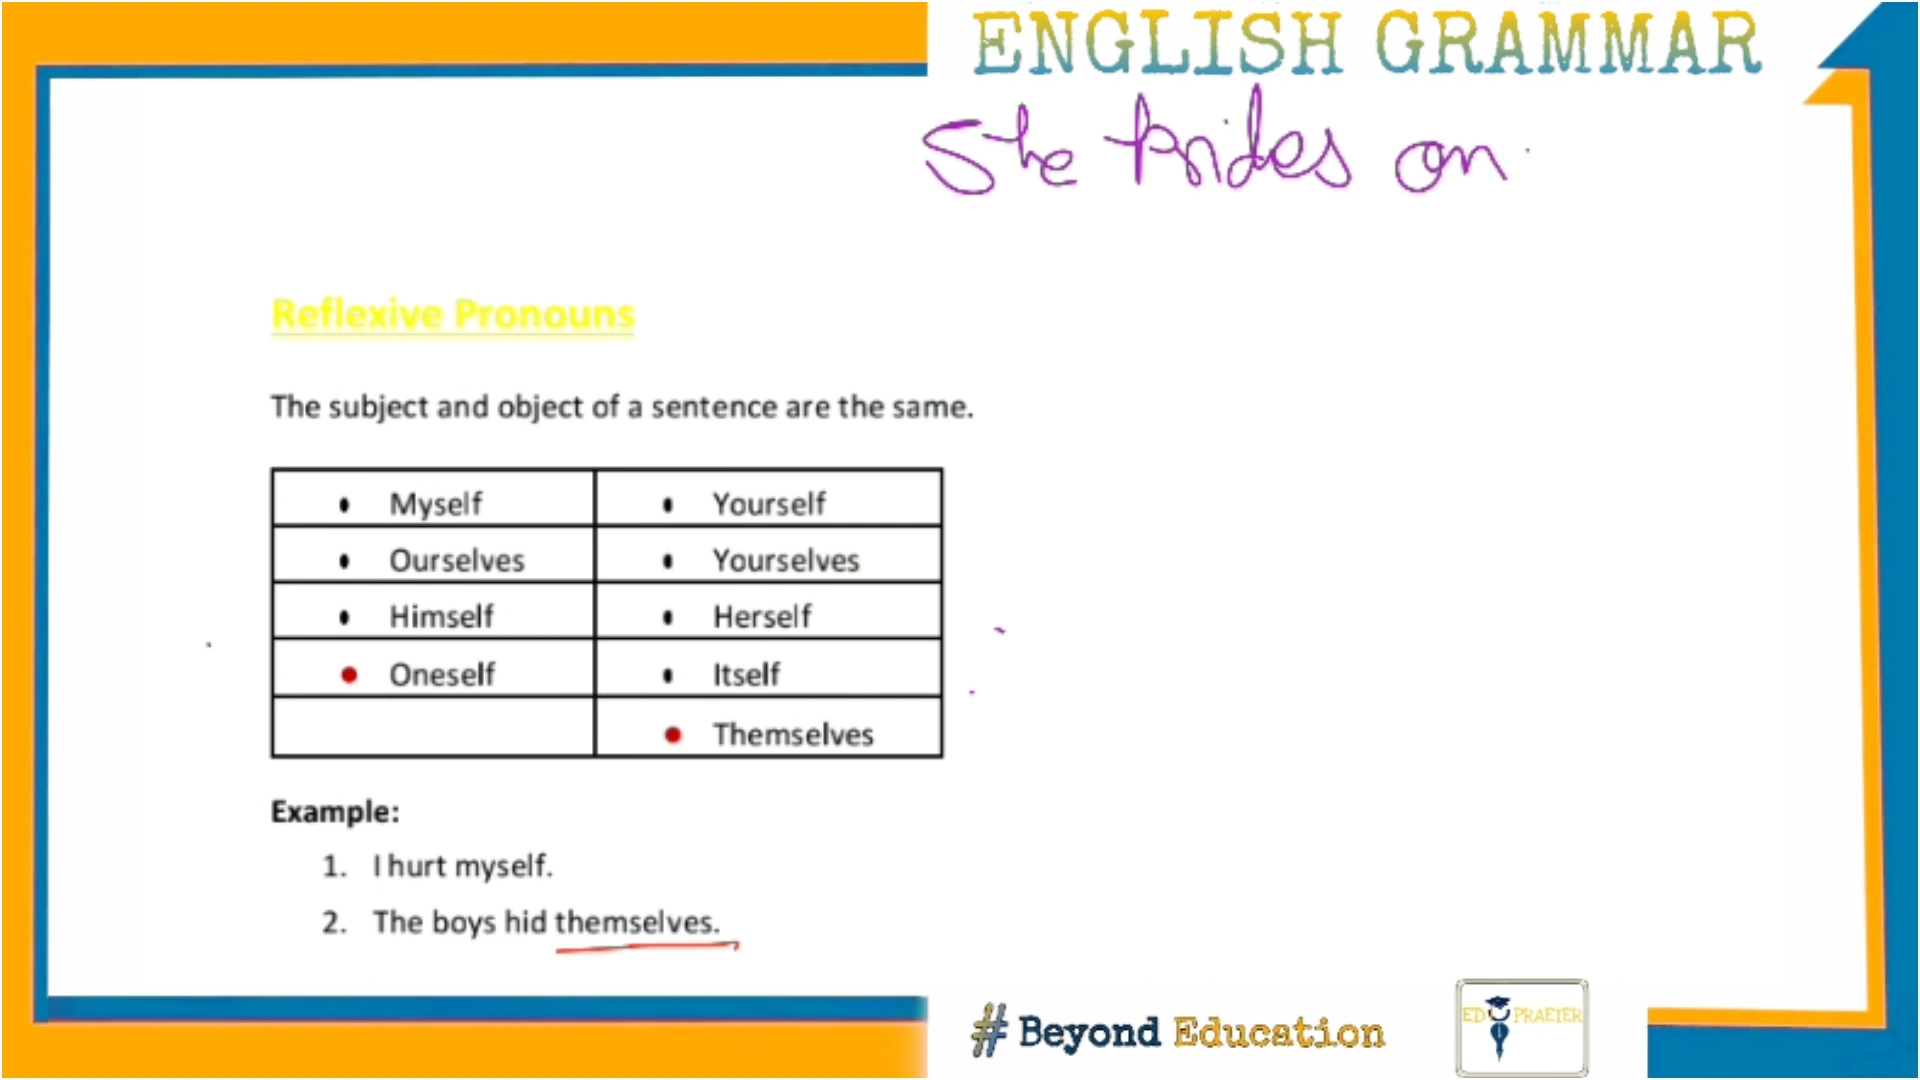 ENGLISH GRAMMAR
She prides on
Reflexive Pronouns
The subject and object of a sentence are the same.
• Myself • Yourself
• Ourselves • Yourselves
• Himself • Herself
• Oneself • Itself
• Themselves
Example:
1. I hurt myself.
2. The boys hid themselves.
# Beyond Education
EDUPRAETER